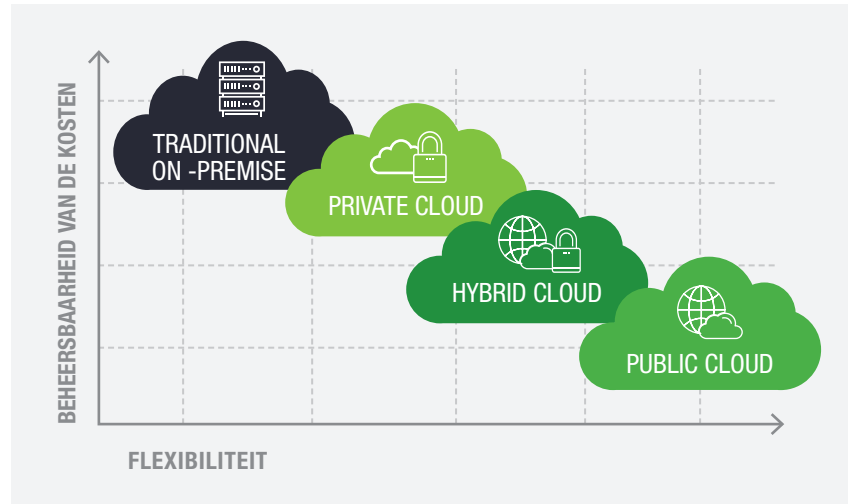 BEHEERSBAARHEID VAN DE KOSTEN
TRADITIONAL
ON -PREMISE
PRIVATE CLOUD
HYBRID CLOUD
PUBLIC CLOUD
FLEXIBILITEIT